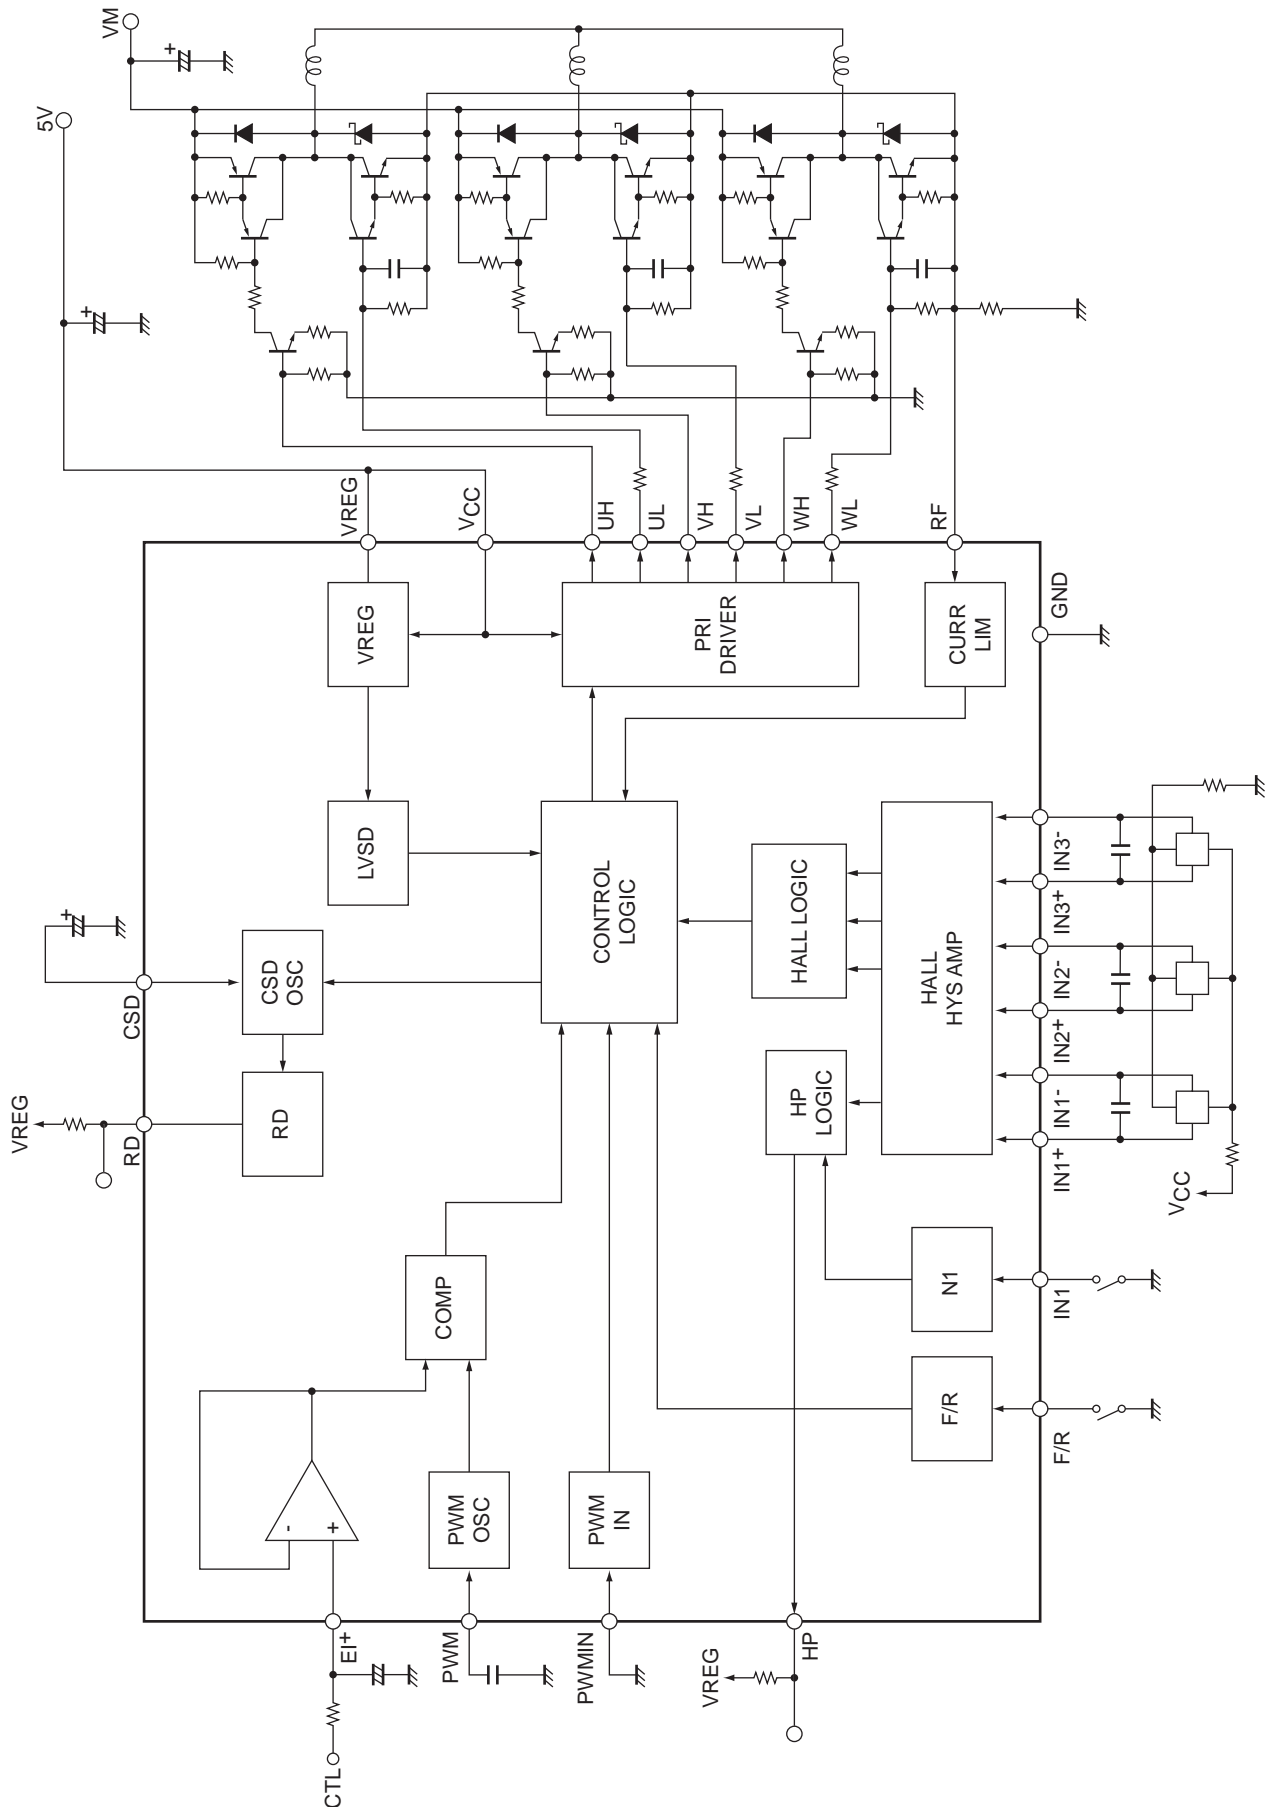 VM
+
5V
+
VREG
VCC
UH
UL
VH
VL
WH
WL
RF
GND
VREG
PRI
DRIVER
CURR
LIM
LVSD
CONTROL
LOGIC
HALL LOGIC
HALL
HYS AMP
IN3-
IN3+
IN2-
IN2+
IN1-
IN1+
VCC
+
CSD
CSD
OSC
VREG
RD
RD
HP
LOGIC
COMP
N1
IN1
F/R
F/R
-
+
PWM
OSC
PWM
IN
EI+
PWM
PWMIN
HP
VREG
CTL